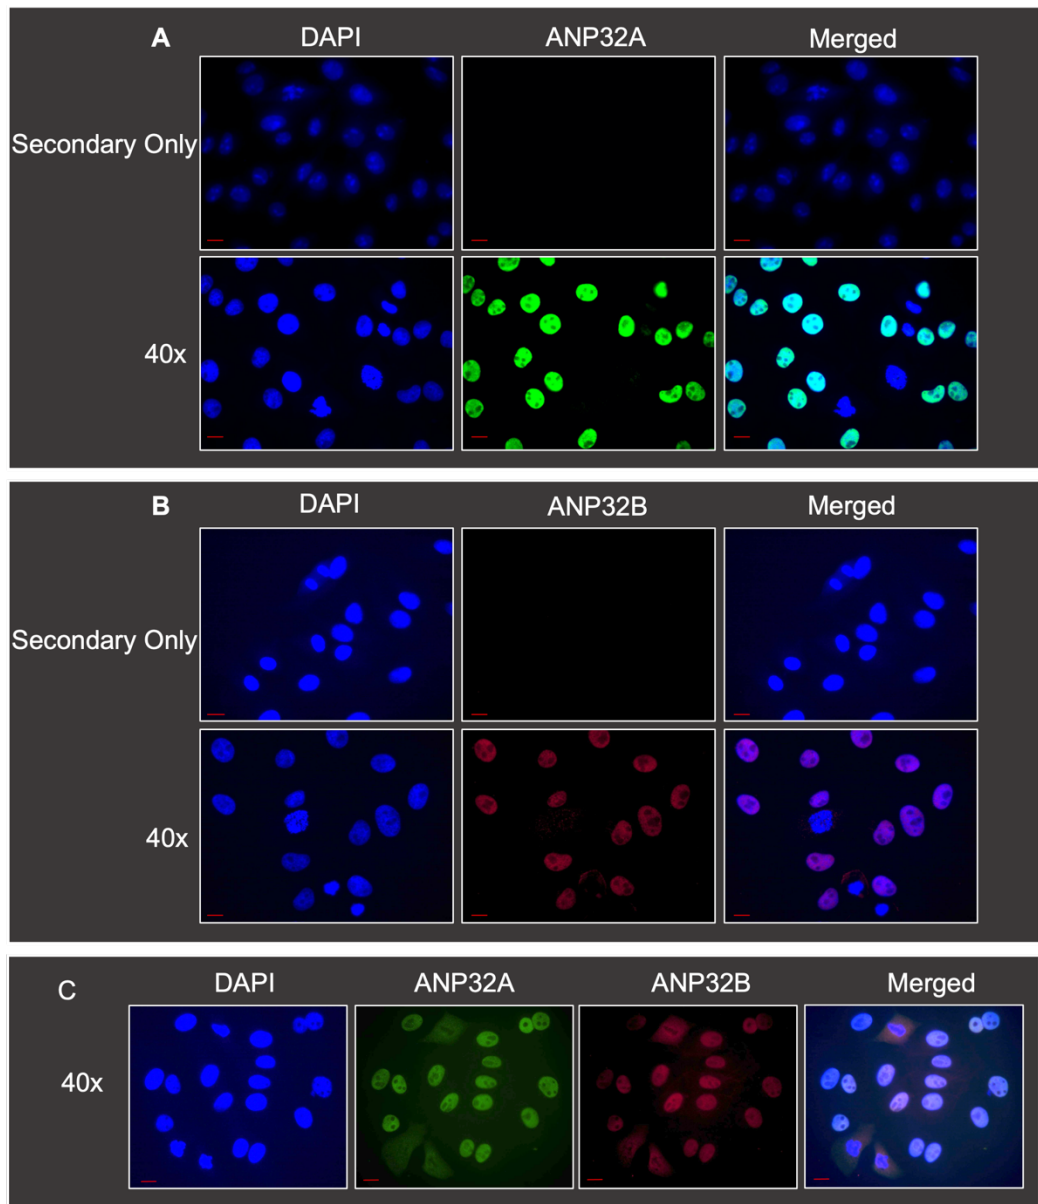 A DAPI ANP32A Merged
Secondary Only
40x
B DAPI ANP32B Merged
Secondary Only
40x
C DAPI ANP32A ANP32B Merged
40x